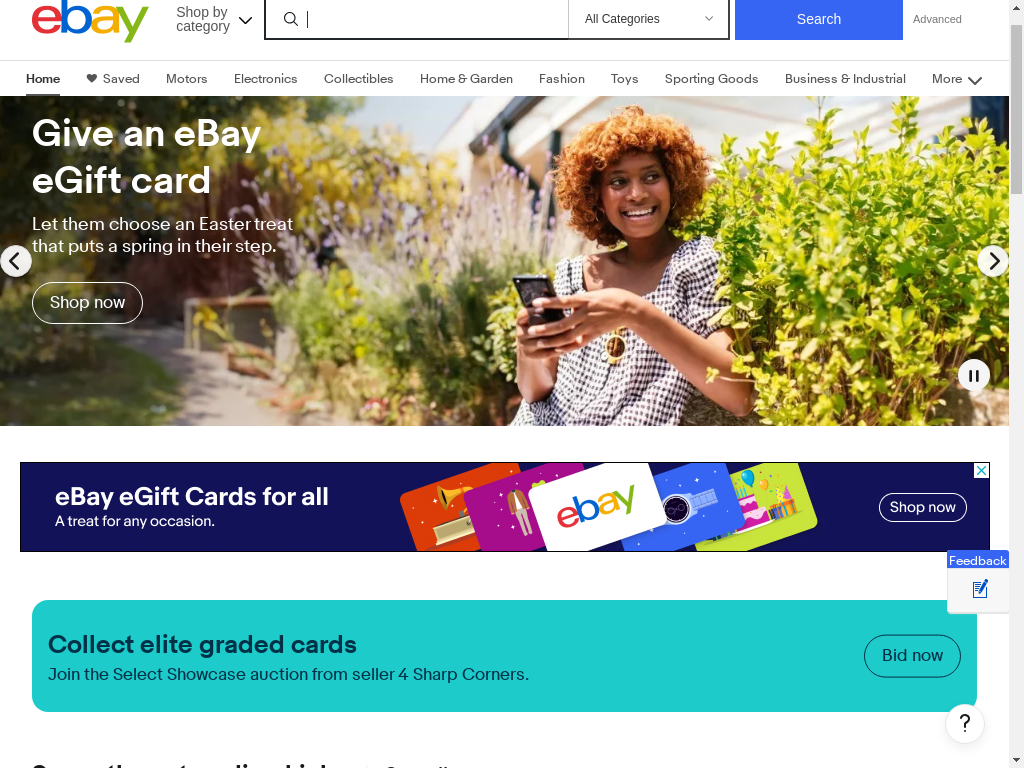 ebay
Shop by
category
All Categories
Search
Advanced
Home
Saved
Motors
Electronics
Collectibles
Home & Garden
Fashion
Toys
Sporting Goods
Business & Industrial
More
Give an eBay
eGift card
Let them choose an Easter treat
that puts a spring in their step.
Shop now
eBay eGift Cards for all
A treat for any occasion.
ebay
Shop now
Feedback
Collect elite graded cards
Join the Select Showcase auction from seller 4 Sharp Corners.
Bid now
?